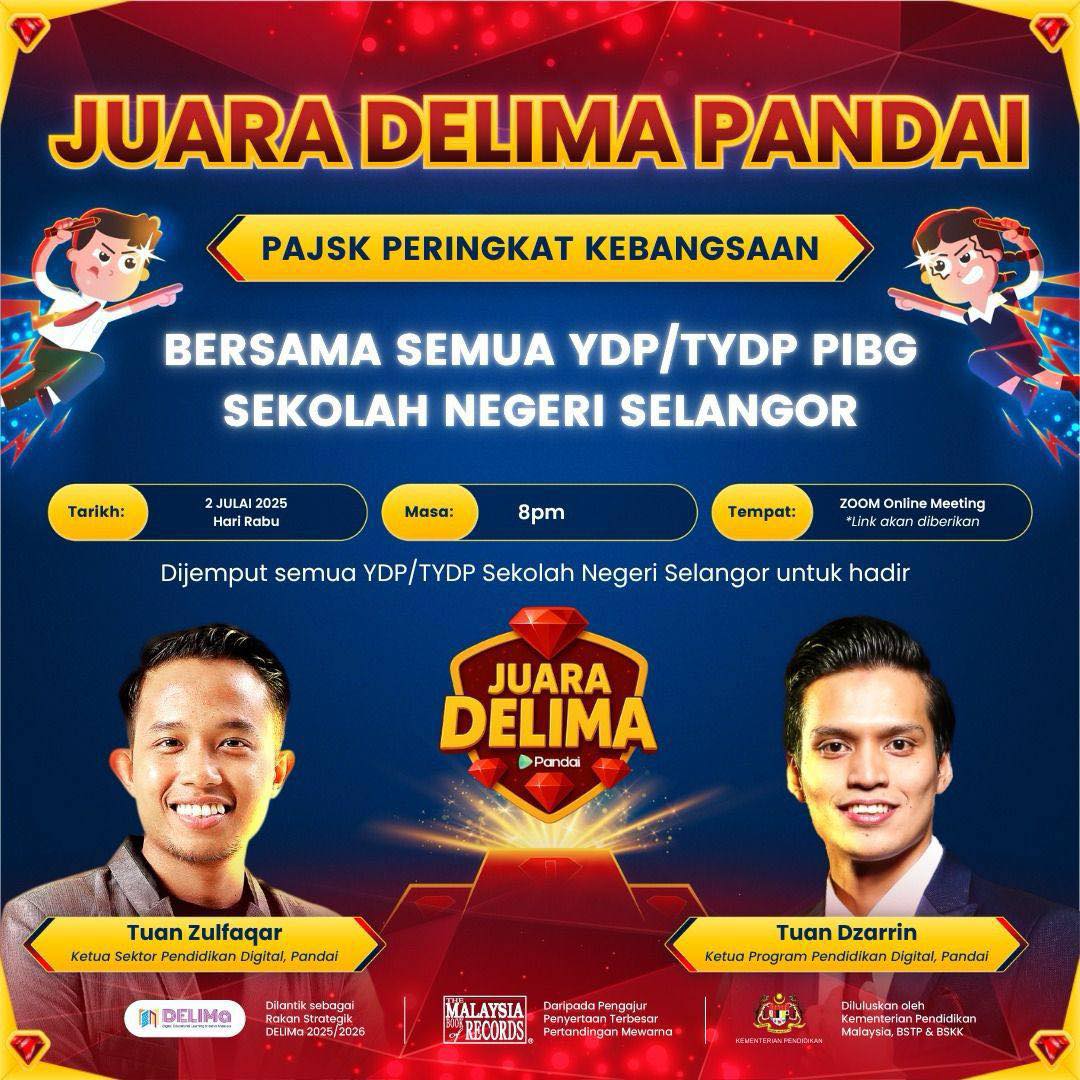 JUARA DELIMA PANDAI
PAJSK PERINGKAT KEBANGSAAN
BERSAMA SEMUA YDP/TYDP PIBG
SEKOLAH NEGERI SELANGOR
Tarikh:
2 JULAI 2025
Hari Rabu
Masa:
8pm
Tempat:
ZOOM Online Meeting
*Link akan diberikan
Dijemput semua YDP/TYDP Sekolah Negeri Selangor untuk hadir
JUARA
DELIMA
Pandai
Tuan Zulfaqar
Ketua Sektor Pendidikan Digital, Pandai
Tuan Dzarrin
Ketua Program Pendidikan Digital, Pandai
DELIMa
Dilantik sebagai
Rakan Strategik
DELIMa 2025/2026
THE
MALAYSIA
BOOK of RECORDS®
Daripada Pengajur
Penyertaan Terbesar
Pertandingan Mewarna
KEMENTERIAN PENDIDIKAN
Diluluskan oleh
Kementerian Pendidikan
Malaysia, BSTP & BSKK